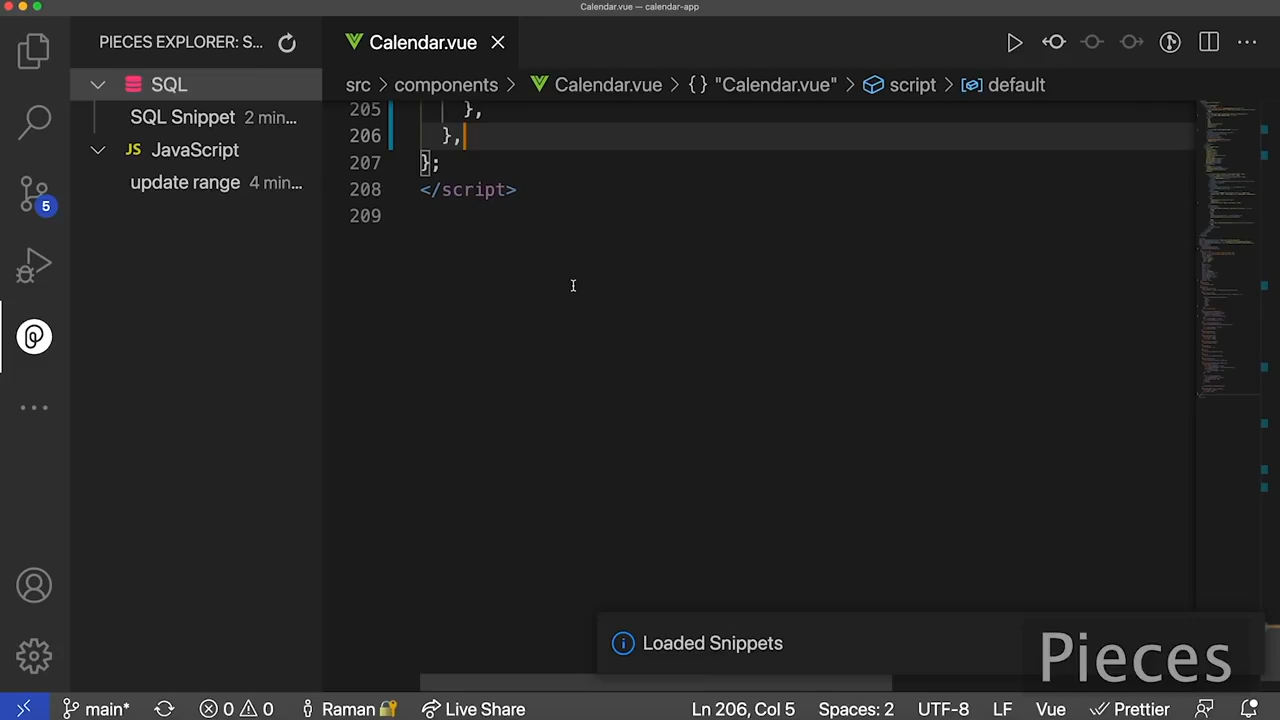 Calendar.vue — calendar-app
PIECES EXPLORER: S...
Calendar.vue
src > components > Calendar.vue > {} "Calendar.vue" > script > default
SQL
SQL Snippet 2 min...
JS JavaScript
update range 4 min...
5
205 },
206 },
207 };
208 </script>
209
Loaded Snippets
Pieces
main* 0 0 Raman Live Share Ln 206, Col 5 Spaces: 2 UTF-8 LF Vue Prettier